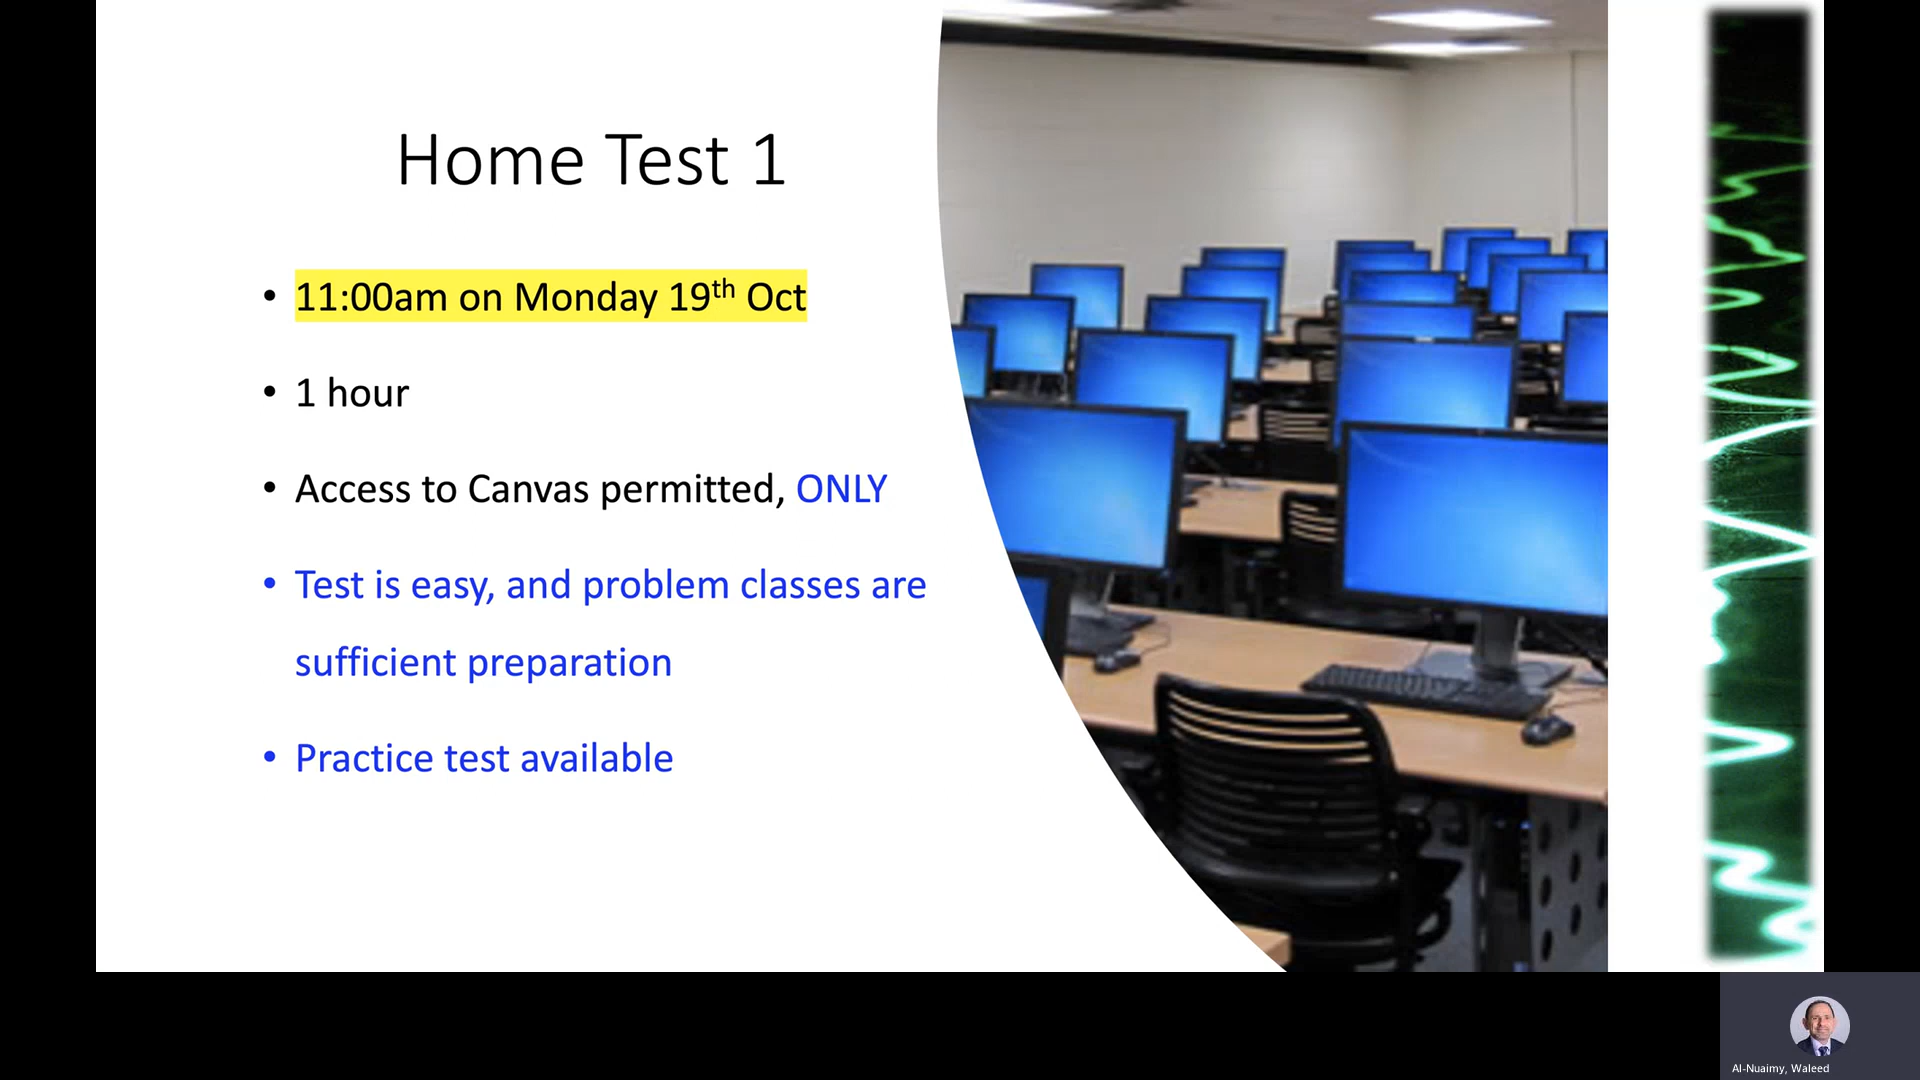 Home Test 1
• 11:00am on Monday 19th Oct
• 1 hour
• Access to Canvas permitted, ONLY
• Test is easy, and problem classes are
sufficient preparation
• Practice test available
Al-Nuaimy, Waleed